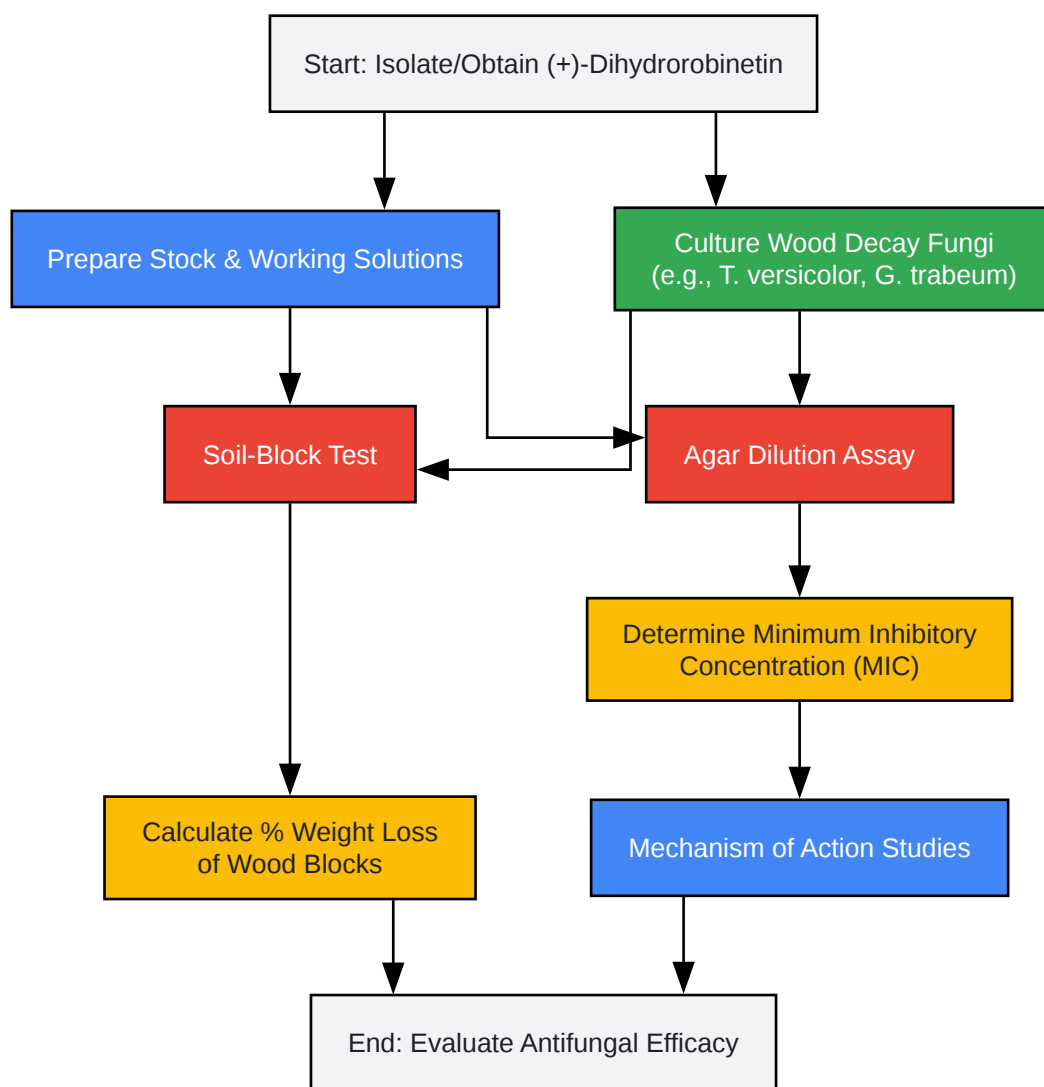 Start: Isolate/Obtain (+)-Dihydrorobinetin
Prepare Stock & Working Solutions
Culture Wood Decay Fungi
(e.g., T. versicolor, G. trabeum)
Soil-Block Test
Agar Dilution Assay
Determine Minimum Inhibitory
Concentration (MIC)
Calculate % Weight Loss
of Wood Blocks
Mechanism of Action Studies
End: Evaluate Antifungal Efficacy